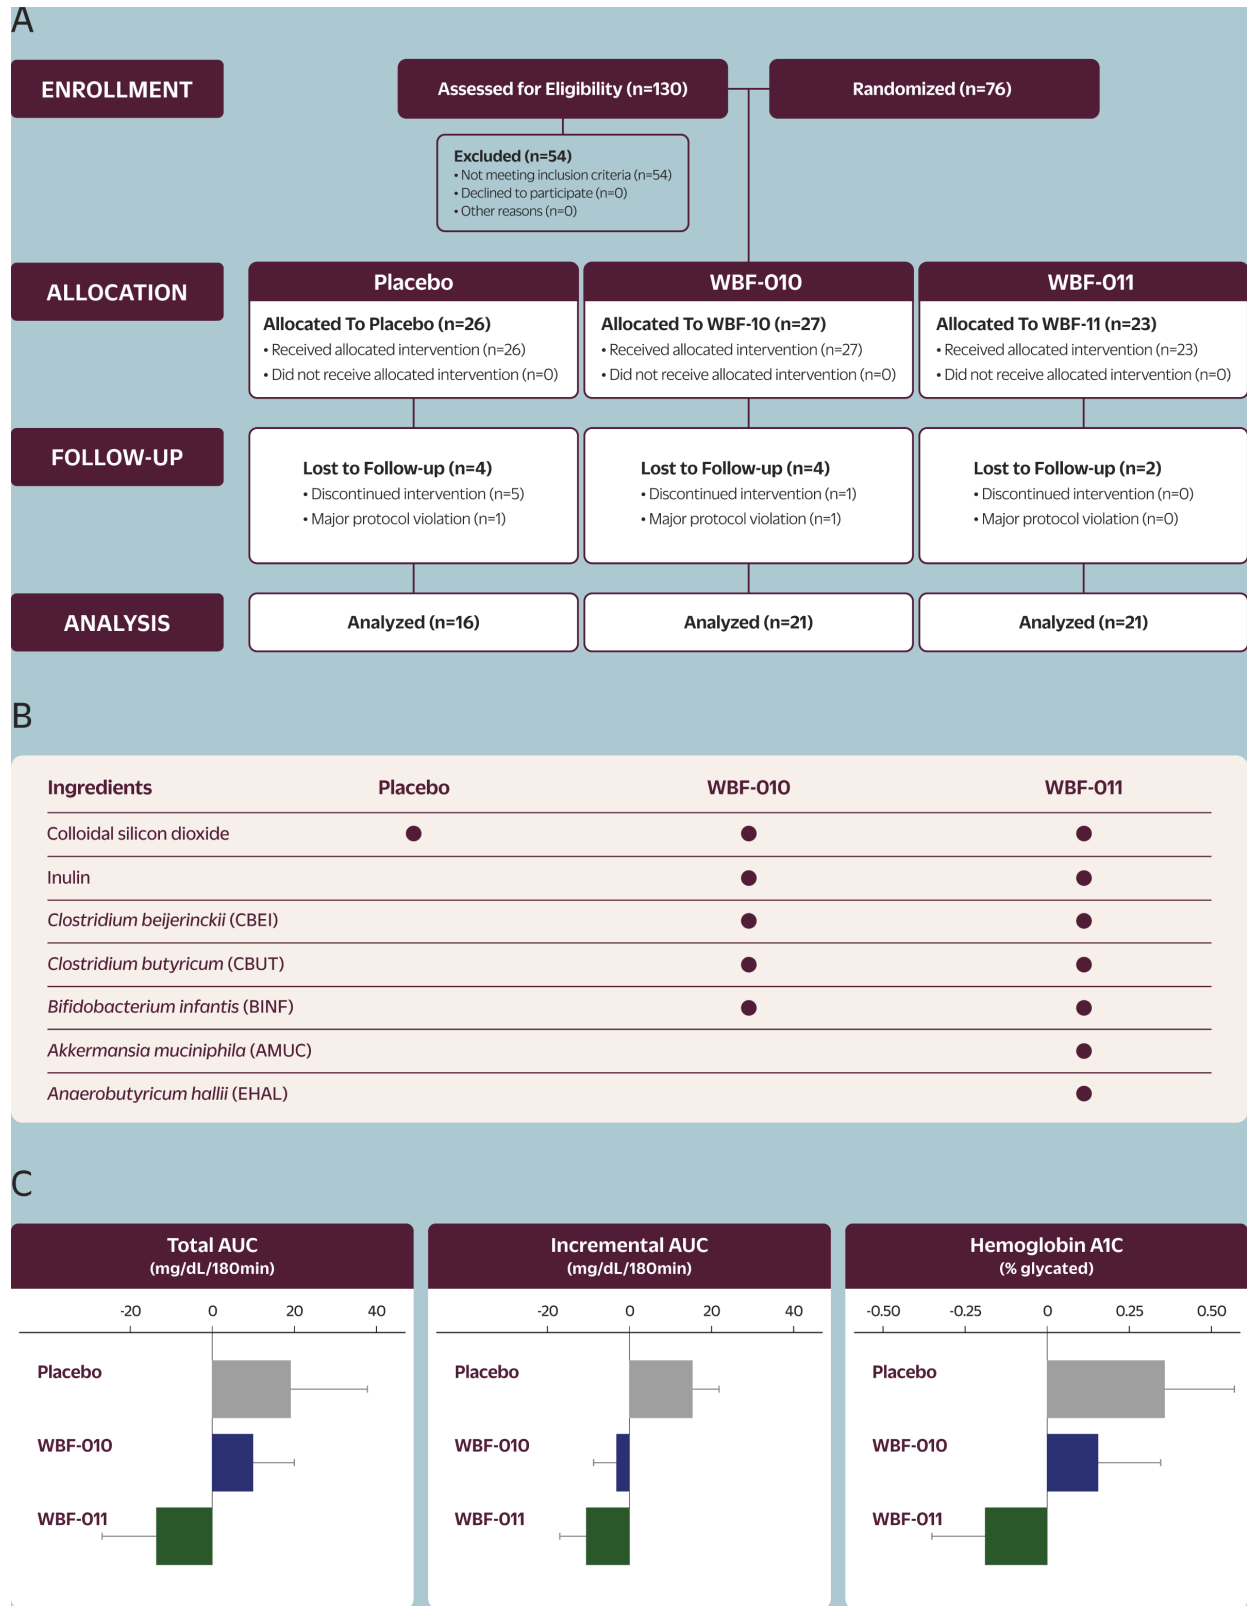 A
ENROLLMENT
Assessed for Eligibility (n=130)
Randomized (n=76)
Excluded (n=54)
• Not meeting inclusion criteria (n=54)
• Declined to participate (n=0)
• Other reasons (n=0)
ALLOCATION
Placebo
Allocated To Placebo (n=26)
• Received allocated intervention (n=26)
• Did not receive allocated intervention (n=0)
WBF-010
Allocated To WBF-10 (n=27)
• Received allocated intervention (n=27)
• Did not receive allocated intervention (n=0)
WBF-011
Allocated To WBF-11 (n=23)
• Received allocated intervention (n=23)
• Did not receive allocated intervention (n=0)
FOLLOW-UP
Lost to Follow-up (n=4)
• Discontinued intervention (n=5)
• Major protocol violation (n=1)
Lost to Follow-up (n=4)
• Discontinued intervention (n=1)
• Major protocol violation (n=1)
Lost to Follow-up (n=2)
• Discontinued intervention (n=0)
• Major protocol violation (n=0)
ANALYSIS
Analyzed (n=16)
Analyzed (n=21)
Analyzed (n=21)
B
Ingredients Placebo WBF-010 WBF-011
Colloidal silicon dioxide
Inulin
Clostridium beijerinckii (CBEI)
Clostridium butyricum (CBUT)
Bifidobacterium infantis (BINF)
Akkermansia muciniphila (AMUC)
Anaerobutyricum hallii (EHAL)
C
Total AUC
(mg/dL/180min)
-20 0 20 40
Placebo
WBF-010
WBF-011
Incremental AUC
(mg/dL/180min)
-20 0 20 40
Placebo
WBF-010
WBF-011
Hemoglobin A1C
(% glycated)
-0.50 -0.25 0 0.25 0.50
Placebo
WBF-010
WBF-011